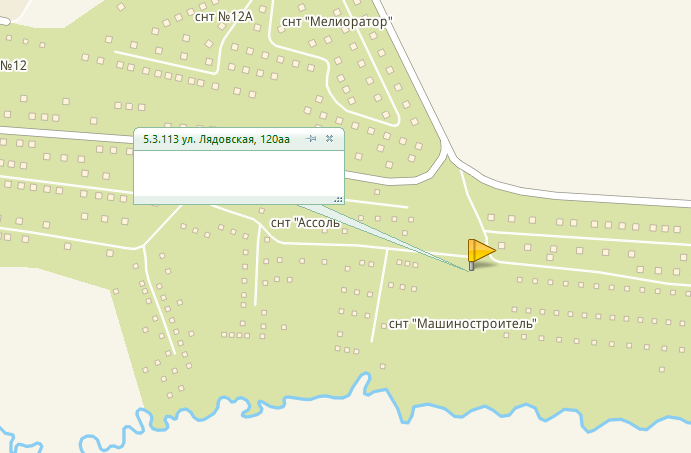 снт №12А
снт "Мелиоратор"
№12
5.3.113 ул. Лядовская, 120аа
снт "Ассоль
снт "Машиностроитель"